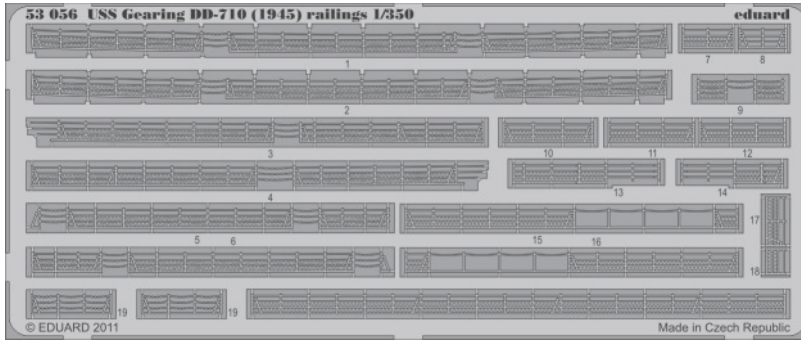 53 056 USS Gearing DD-710 (1945) railings 1/350 eduard
7 8
1
2 9
3 10 11 12
4 13 14
17
5 6 15 16
18
19 19
© EDUARD 2011 Made in Czech Republic